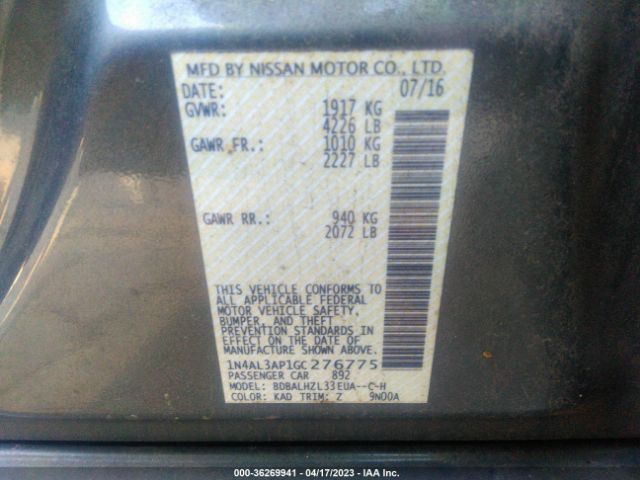 MFD BY NISSAN MOTOR CO., LTD.
DATE: 07/16
GVWR: 1917 KG
4226 LB
GAWR FR.: 1010 KG
2227 LB
GAWR RR.: 940 KG
2072 LB
THIS VEHICLE CONFORMS TO
ALL APPLICABLE FEDERAL
MOTOR VEHICLE SAFETY,
BUMPER, AND THEFT
PREVENTION STANDARDS IN
EFFECT ON THE DATE OF
MANUFACTURE SHOWN ABOVE.
1N4AL3AP1GC276775
PASSENGER CAR 892
MODEL: BDBALHZL33EUA--C-H
COLOR: KAD TRIM: Z 9N00A
000-36269941 - 04/17/2023 - IAA Inc.